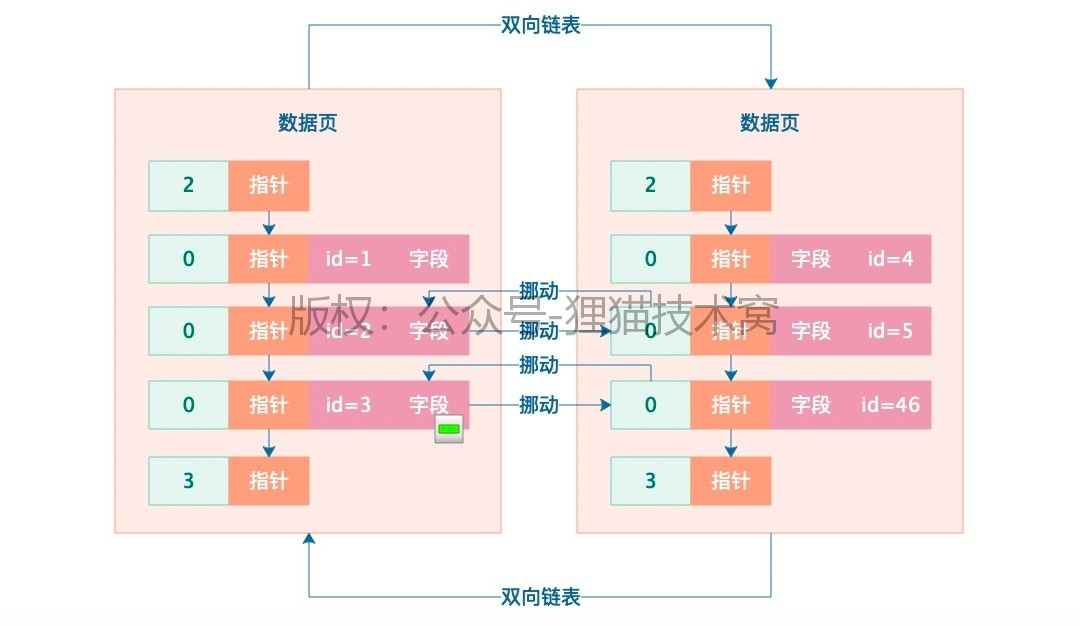 双向链表
数据页
2 指针
0 指针 id=1 字段
0 指针 id=2 字段
0 指针 id=3 字段
3 指针
挪动
挪动
挪动
挪动
数据页
2 指针
0 指针 字段 id=4
0 指针 字段 id=5
0 指针 字段 id=46
3 指针
版权：公众号-狸猫技术窝
双向链表